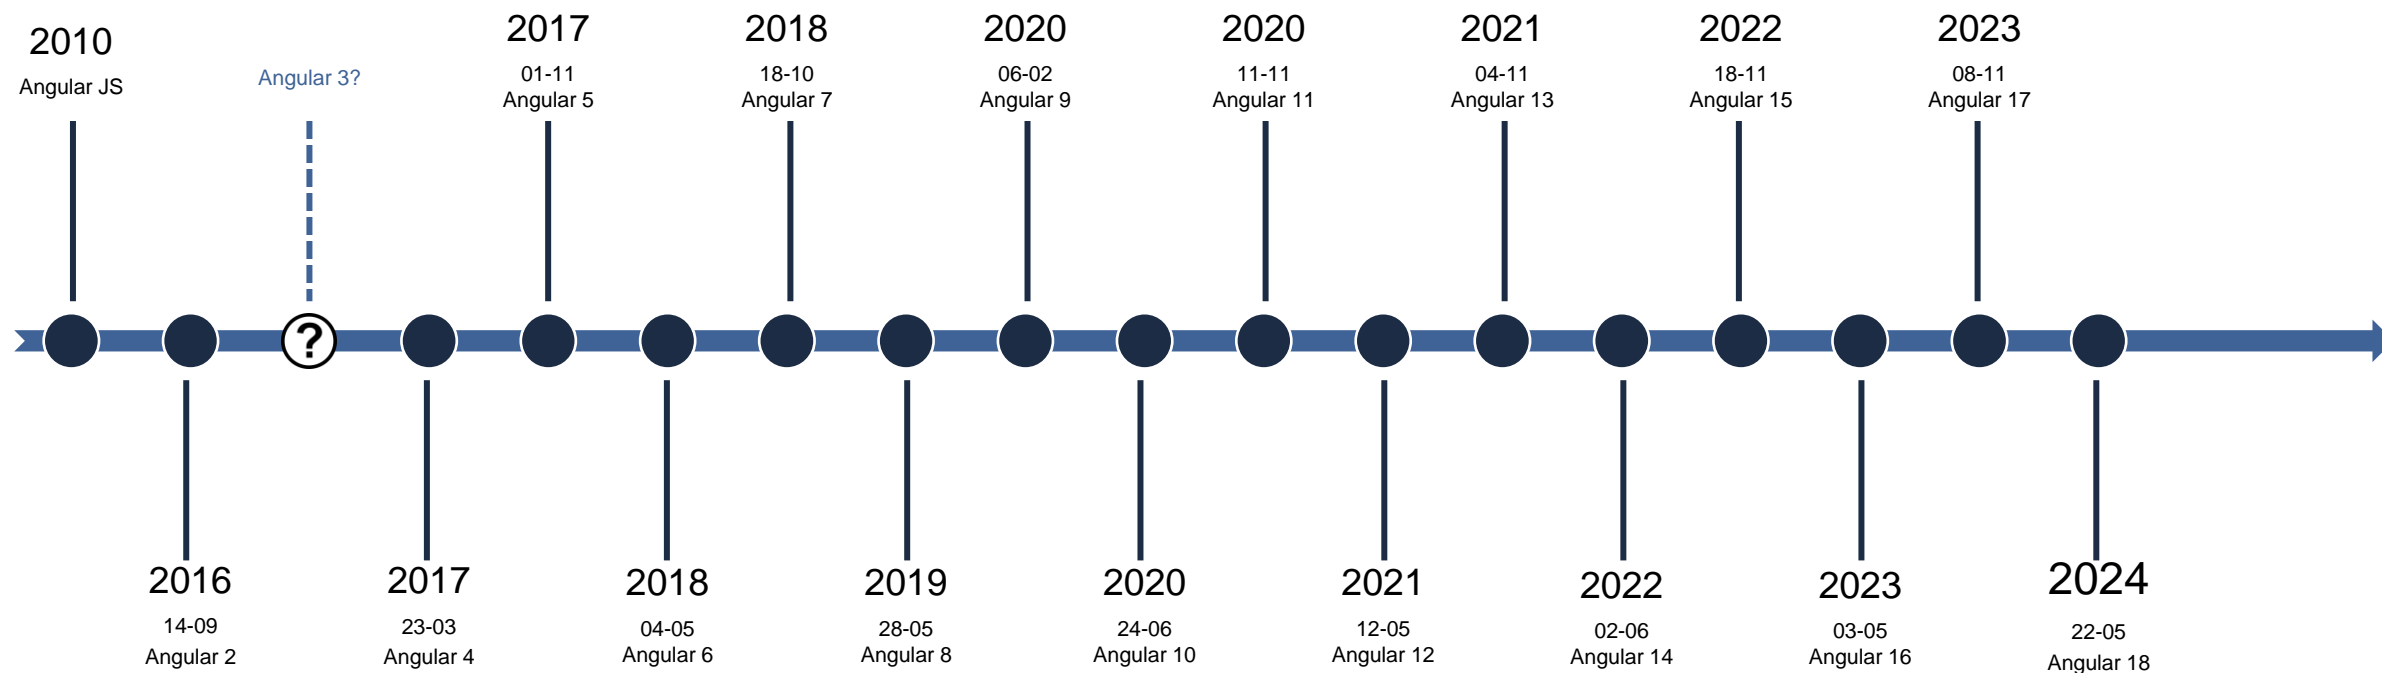 2010
Angular JS
Angular 3?
2017
01-11
Angular 5
2018
18-10
Angular 7
2020
06-02
Angular 9
2020
11-11
Angular 11
2021
04-11
Angular 13
2022
18-11
Angular 15
2023
08-11
Angular 17
?
2016
14-09
Angular 2
2017
23-03
Angular 4
2018
04-05
Angular 6
2019
28-05
Angular 8
2020
24-06
Angular 10
2021
12-05
Angular 12
2022
02-06
Angular 14
2023
03-05
Angular 16
2024
22-05
Angular 18